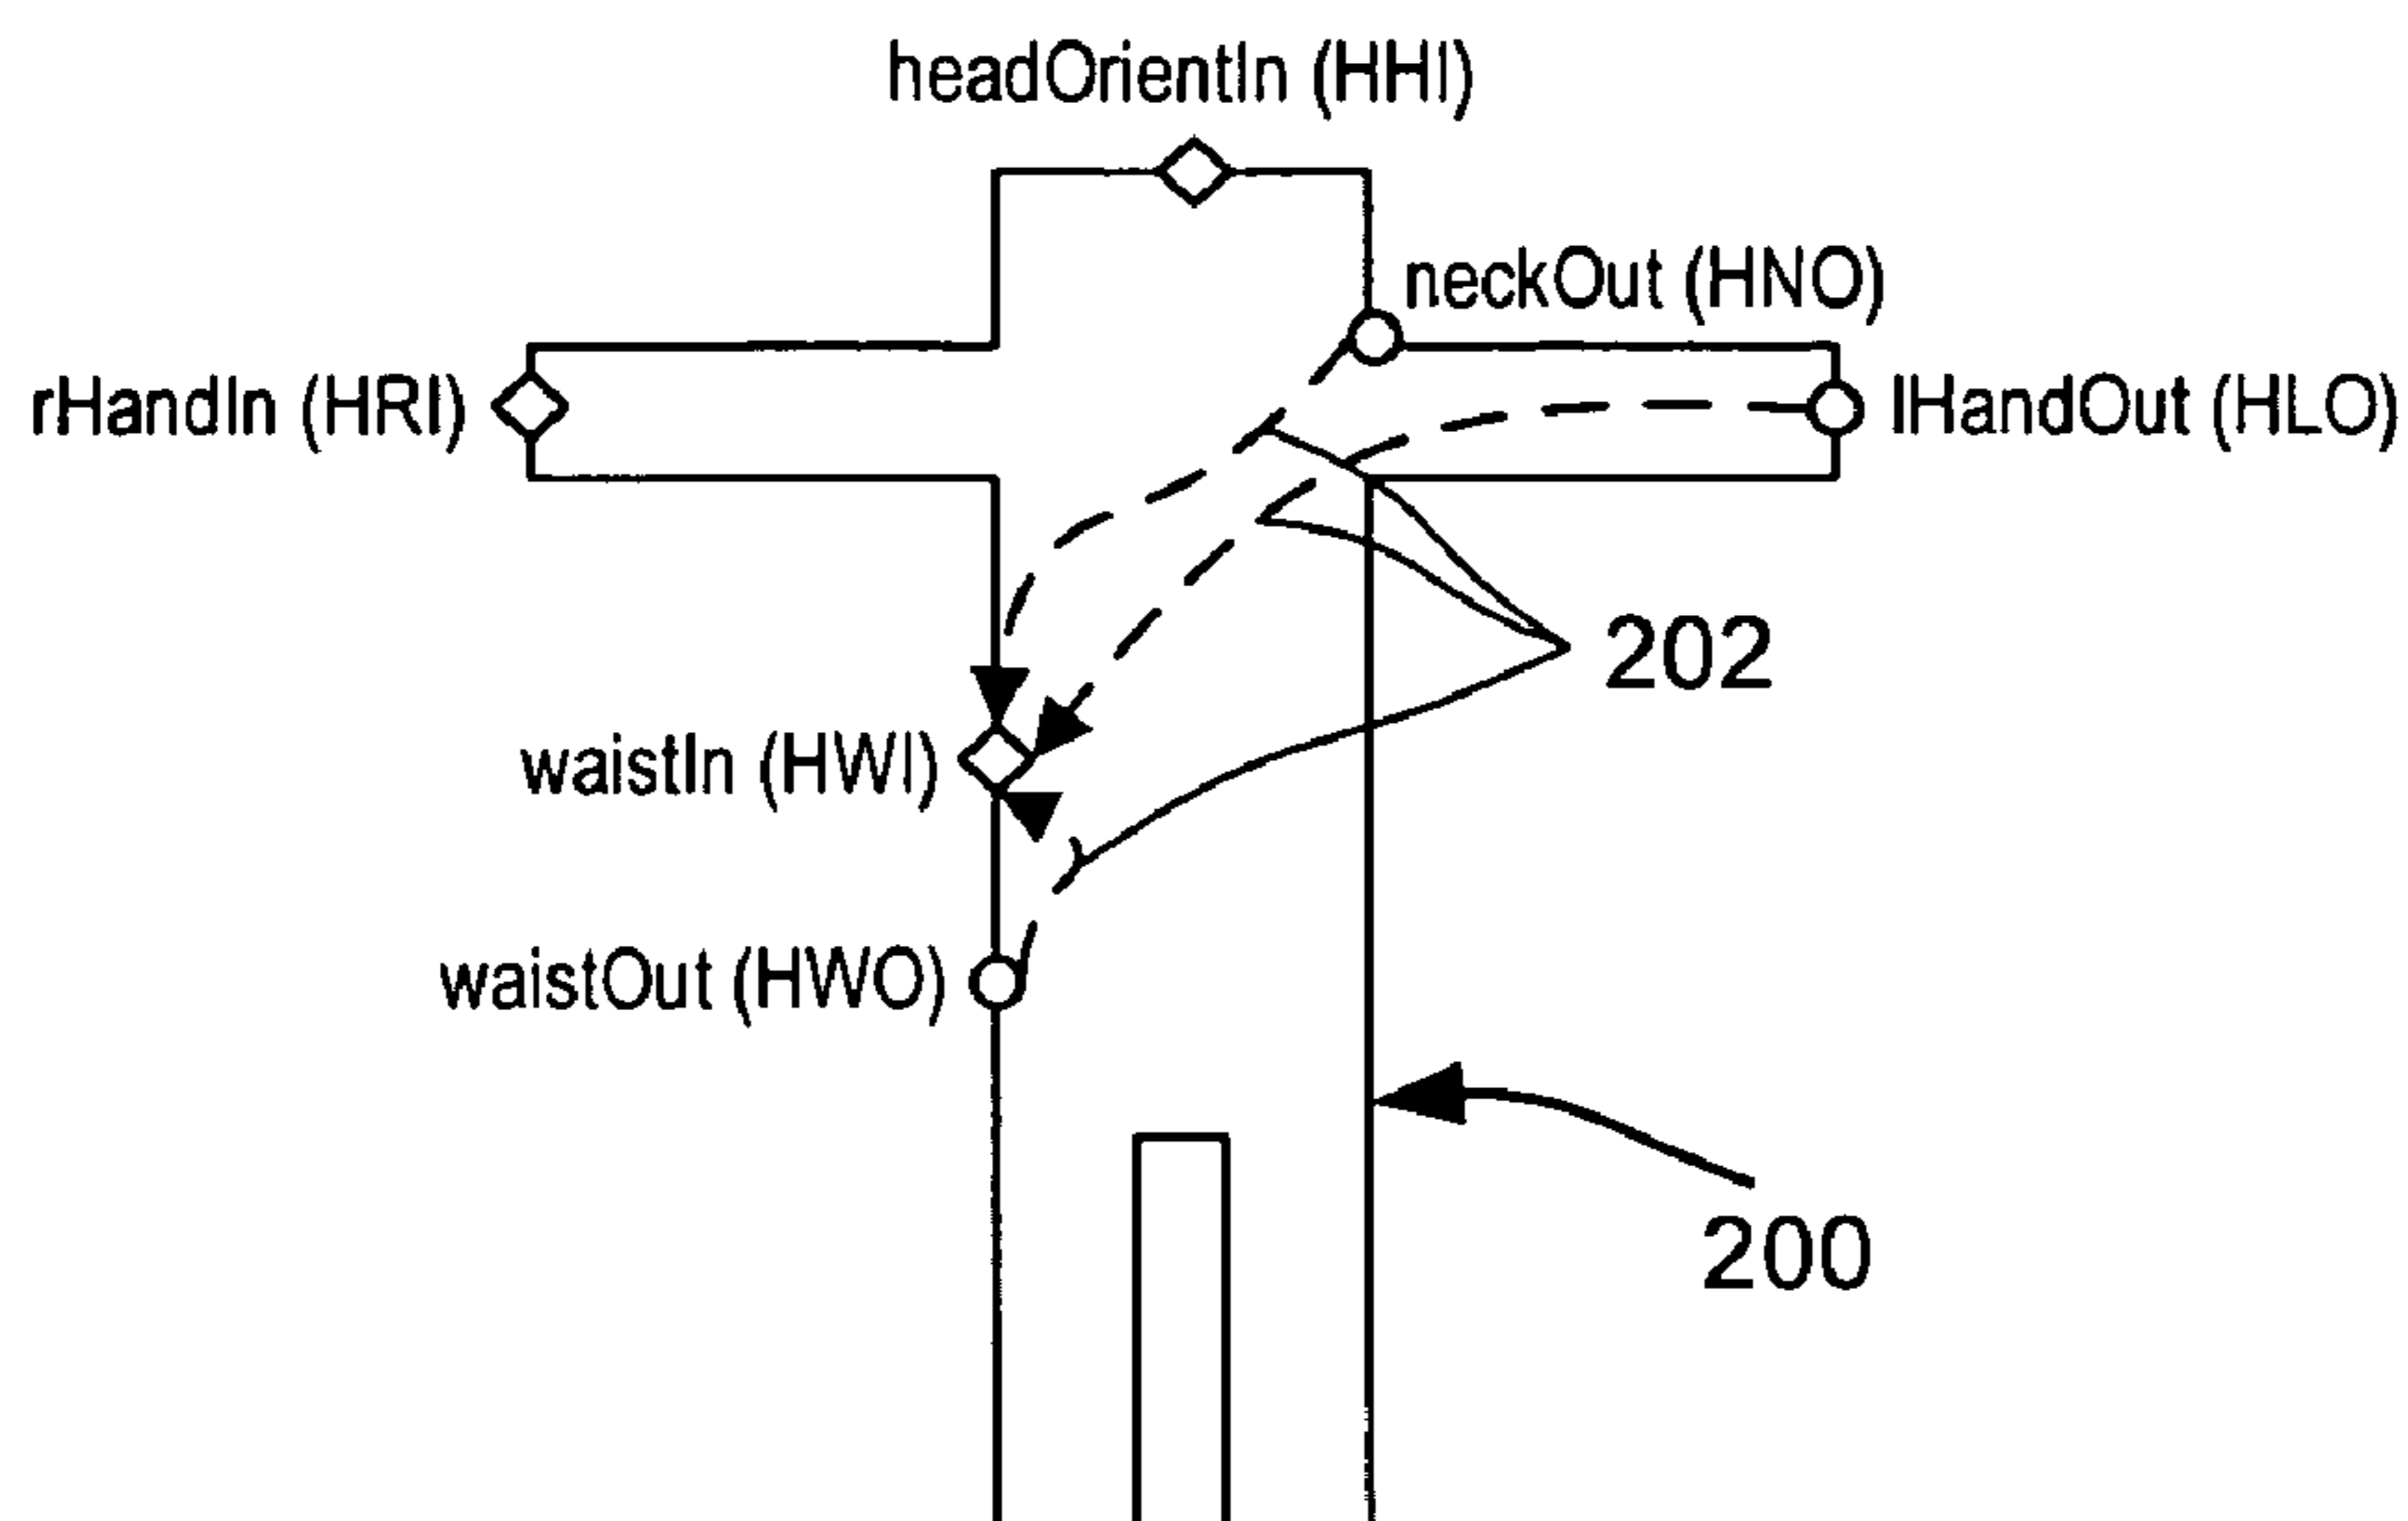 headOrientIn (HHI)
neckOut (HNO)
rHandIn (HRI)
lHandOut (HLO)
202
waistIn (HWI)
waistOut (HWO)
200